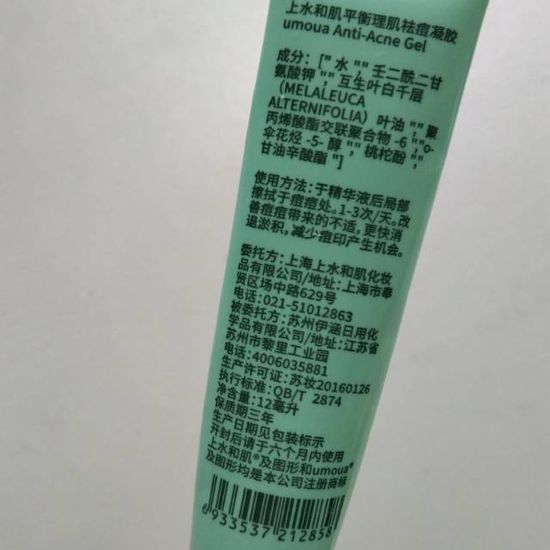 上水和肌平衡理肌祛痘凝胶
umoua Anti-Acne Gel
成分：["水","壬二酰二甘
氨酸钾","互生叶白千层
（MELALEUCA
ALTERNIFOLIA）叶油","聚
丙烯酸酯交联聚合物-6","o-
伞花烃-5-醇","桃柁酚","
甘油辛酸酯"]
使用方法：于精华液后局部
擦拭于痘痘处。1-3次/天。改
善痘痘带来的不适，更快消
退淤积，减少痘印产生机会。
委托方：上海上水和肌化妆
品有限公司/地址：上海市奉
贤区场中路629号
电话：021-51012863
被委托方：苏州伊涵日用化
学品有限公司/地址：江苏省
苏州市黎里工业园
电话：4006035881
生产许可证：苏妆20160126
执行标准：QB/T 2874
净含量：12毫升
保质期三年
生产日期见包装标示
开封后请于六个月内使用
上水和肌®及图形和umoua®
及图形均是本公司注册商标
6933537212858